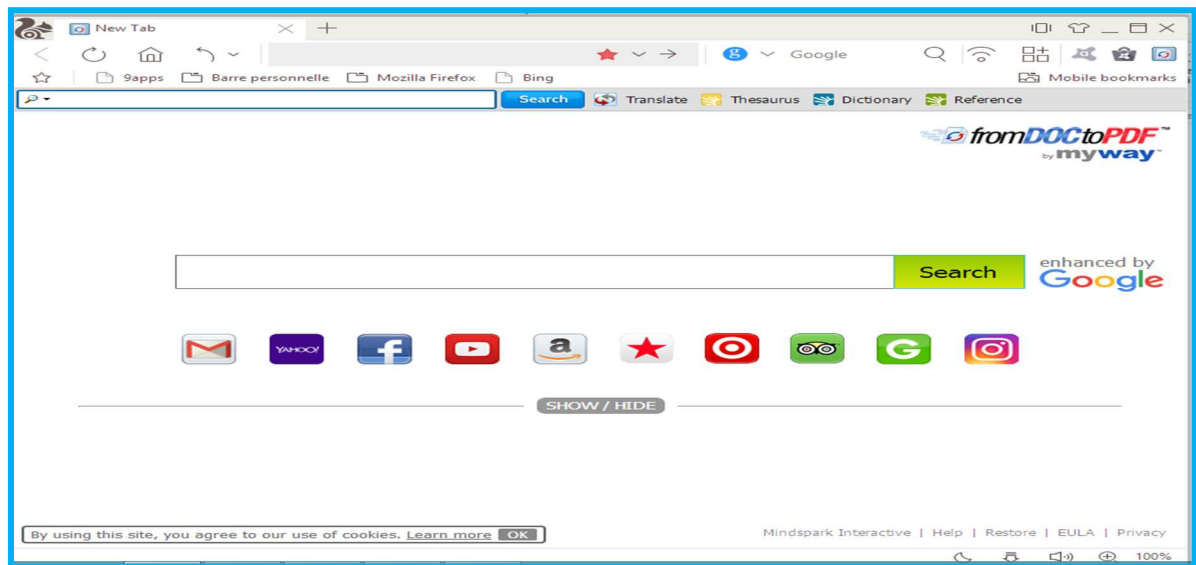 New Tab
Google
9apps Barre personnelle Mozilla Firefox Bing Mobile bookmarks
Search Translate Thesaurus Dictionary Reference
fromDOCtoPDF™
by myway
Search enhanced by Google
YAHOO!
SHOW / HIDE
By using this site, you agree to our use of cookies. Learn more OK
Mindspark Interactive | Help | Restore | EULA | Privacy
100%